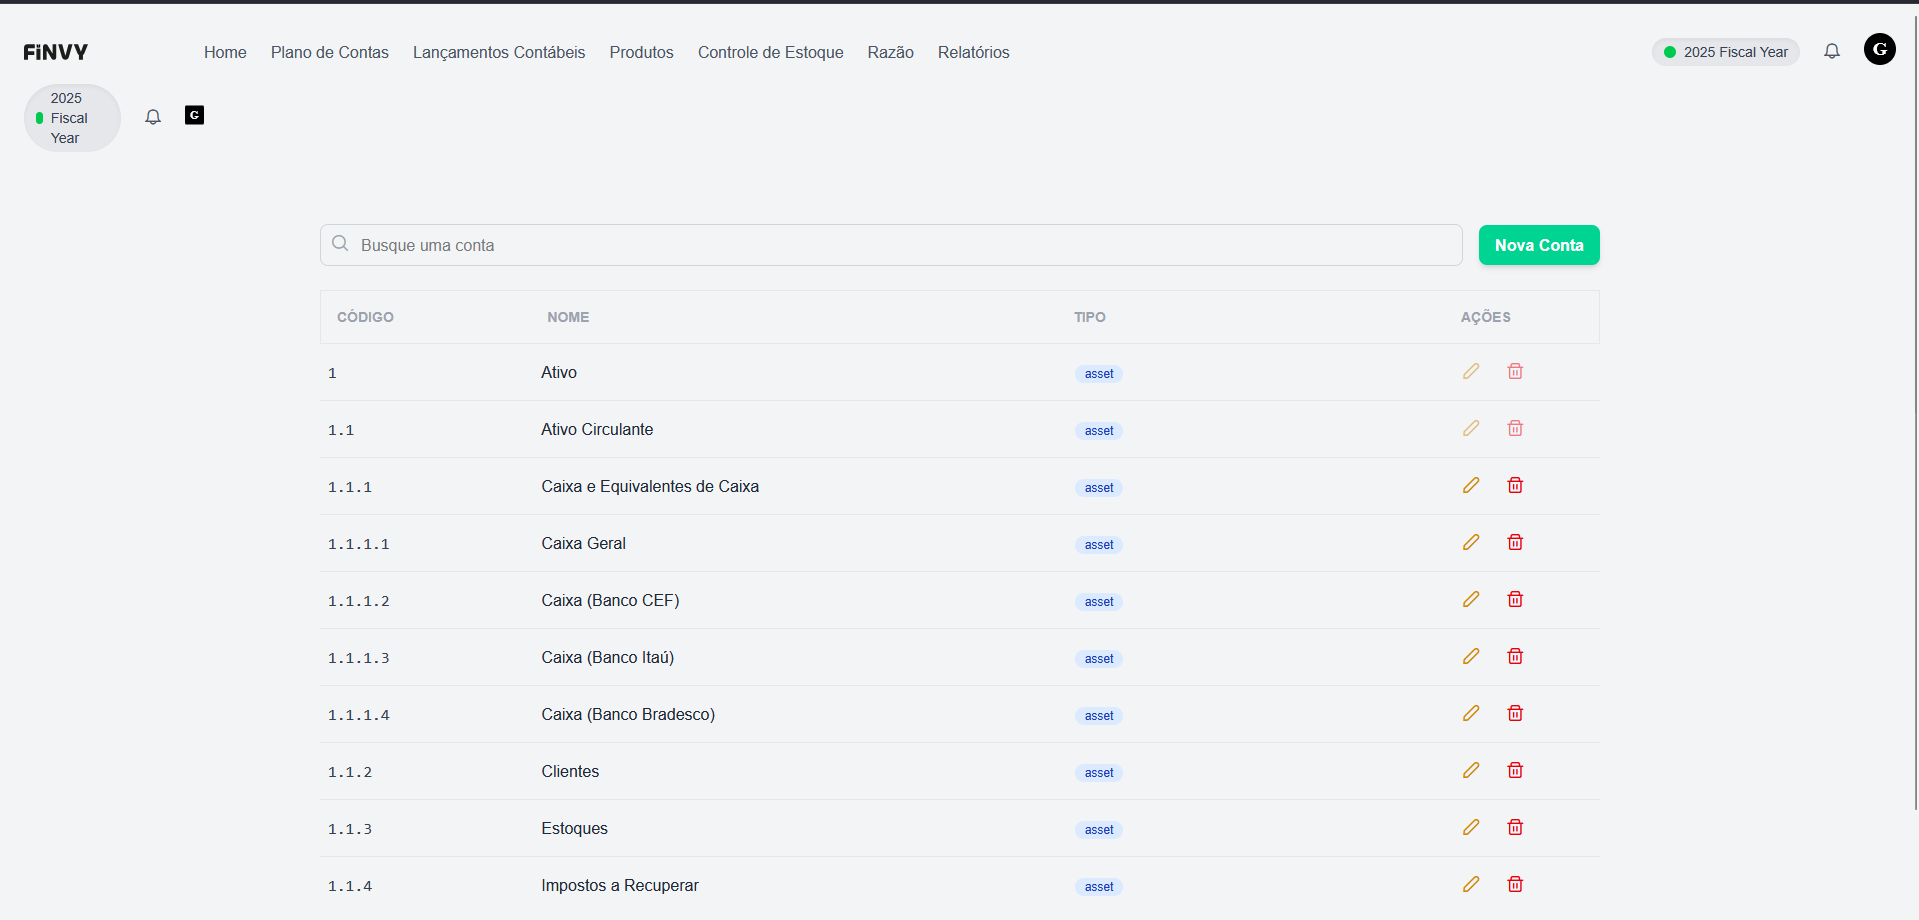 FiNVY
Home Plano de Contas Lançamentos Contábeis Produtos Controle de Estoque Razão Relatórios
2025 Fiscal Year
G
2025
Fiscal
Year
G
Busque uma conta
Nova Conta
CÓDIGO NOME TIPO AÇÕES
1 Ativo asset
1.1 Ativo Circulante asset
1.1.1 Caixa e Equivalentes de Caixa asset
1.1.1.1 Caixa Geral asset
1.1.1.2 Caixa (Banco CEF) asset
1.1.1.3 Caixa (Banco Itaú) asset
1.1.1.4 Caixa (Banco Bradesco) asset
1.1.2 Clientes asset
1.1.3 Estoques asset
1.1.4 Impostos a Recuperar asset